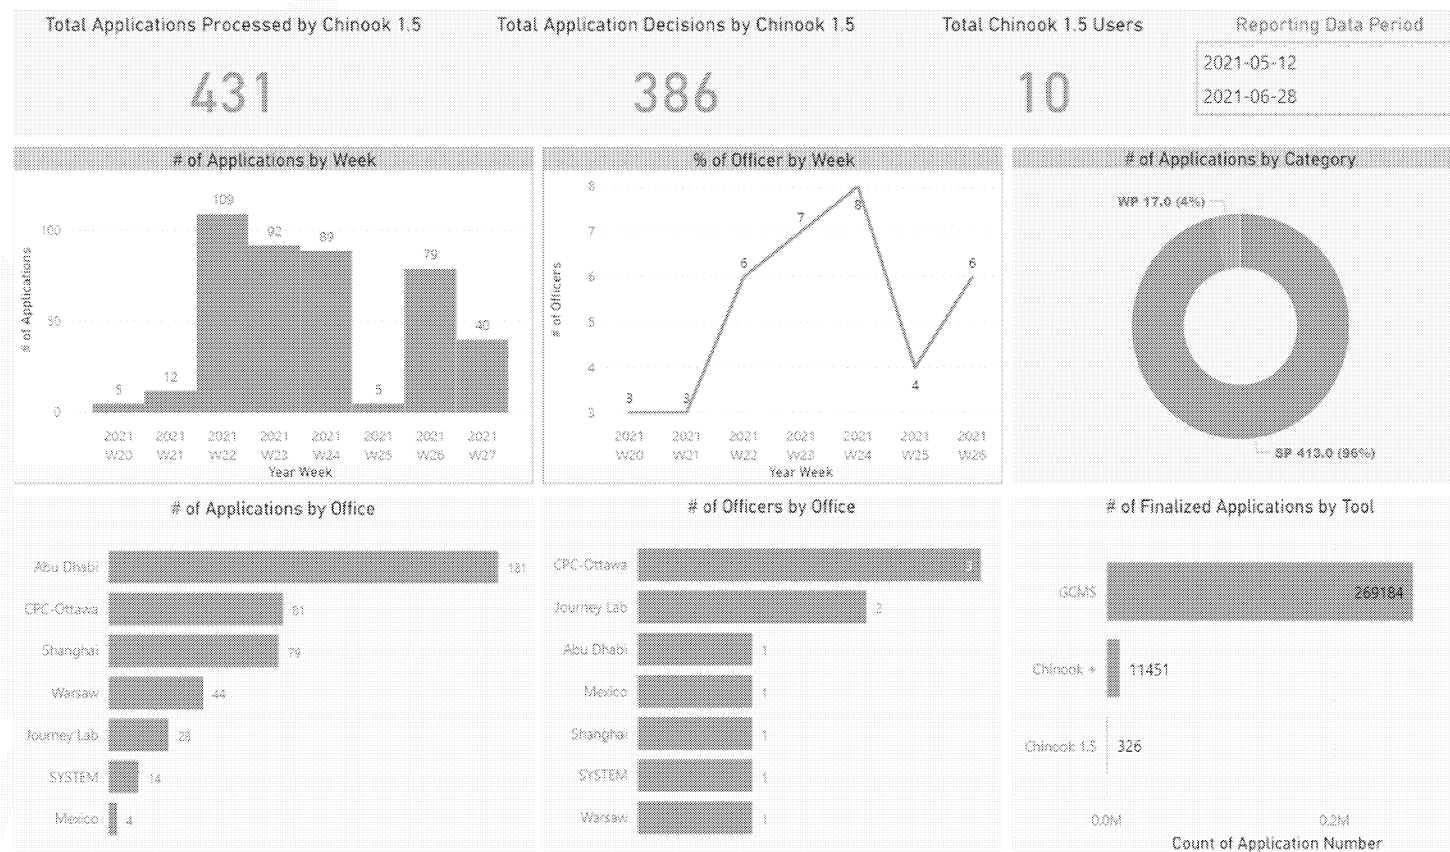 Total Applications Processed by Chinook 1.5
431
Total Application Decisions by Chinook 1.5
386
Total Chinook 1.5 Users
10
Reporting Data Period
2021-05-12
2021-06-28
# of Applications by Week
# of Applications
100
50
0
5
12
109
92
89
5
79
40
2021 W20
2021 W21
2021 W22
2021 W23
2021 W24
2021 W25
2021 W26
2021 W27
Year Week
% of Officer by Week
# of Officers
8
7
6
5
4
3
3
3
6
7
8
4
6
2021 W20
2021 W21
2021 W22
2021 W23
2021 W24
2021 W25
2021 W26
Year Week
# of Applications by Category
WP 17.0 (4%)
SP 413.0 (96%)
# of Applications by Office
Abu Dhabi 181
CPC-Ottawa 81
Shanghai 79
Warsaw 44
Journey Lab 28
SYSTEM 14
Mexico 4
# of Officers by Office
CPC-Ottawa 3
Journey Lab 2
Abu Dhabi 1
Mexico 1
Shanghai 1
SYSTEM 1
Warsaw 1
# of Finalized Applications by Tool
GCMS 269184
Chinook + 11451
Chinook 1.5 326
0.0M 0.2M
Count of Application Number